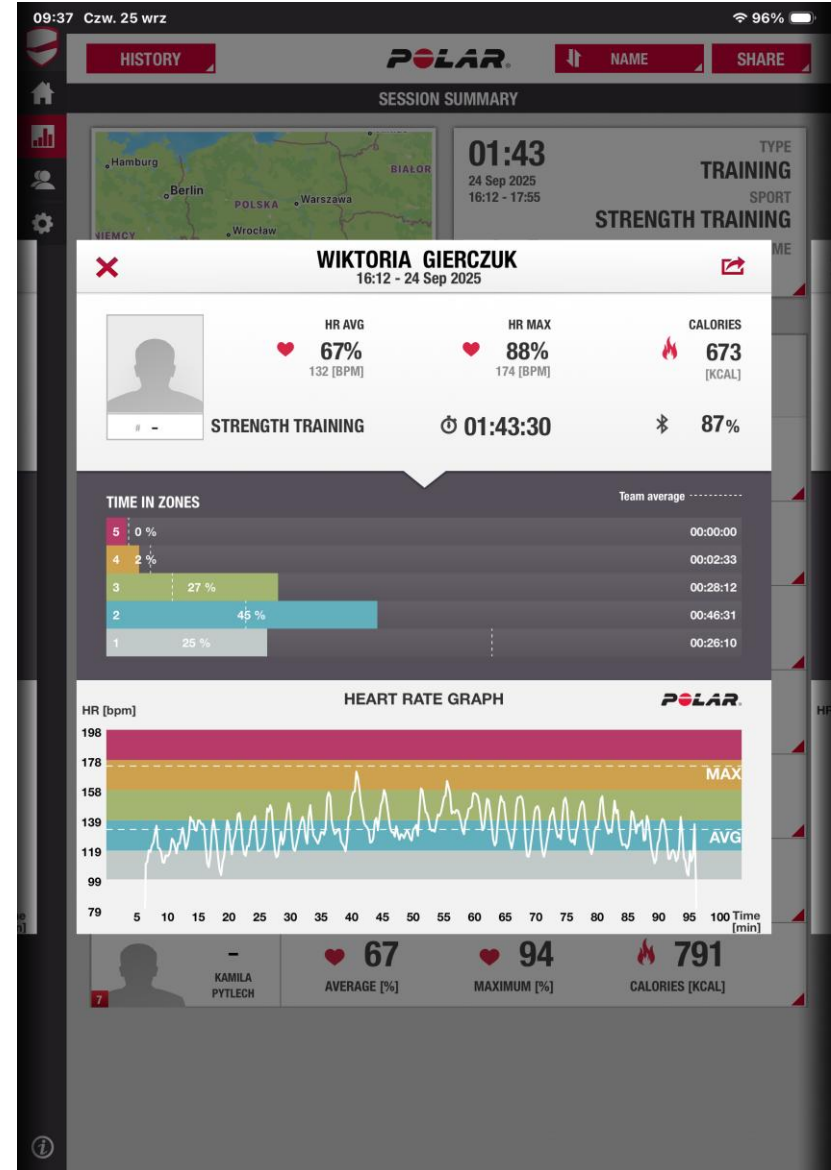 09:37 Czw. 25 wrz 96%
HISTORY POLAR. NAME SHARE
SESSION SUMMARY
Hamburg
Berlin
POLSKA
Warszawa
BIAŁOR
NIEMCY
Wrocław
01:43
24 Sep 2025
16:12 - 17:55
TYPE
TRAINING
SPORT
STRENGTH TRAINING
ME
WIKTORIA GIERCZUK
16:12 - 24 Sep 2025
HR AVG
67%
132 [BPM]
HR MAX
88%
174 [BPM]
CALORIES
673
[KCAL]
# -
STRENGTH TRAINING 01:43:30 87%
TIME IN ZONES Team average
5 0 % 00:00:00
4 2 % 00:02:33
3 27 % 00:28:12
2 45 % 00:46:31
1 25 % 00:26:10
HEART RATE GRAPH POLAR.
HR [bpm]
198
178
MAX
158
139
AVG
119
99
79
5 10 15 20 25 30 35 40 45 50 55 60 65 70 75 80 85 90 95 100 Time
[min]
HR
7
-
KAMILA
PYTLECH
67
AVERAGE [%]
94
MAXIMUM [%]
791
CALORIES [KCAL]
i